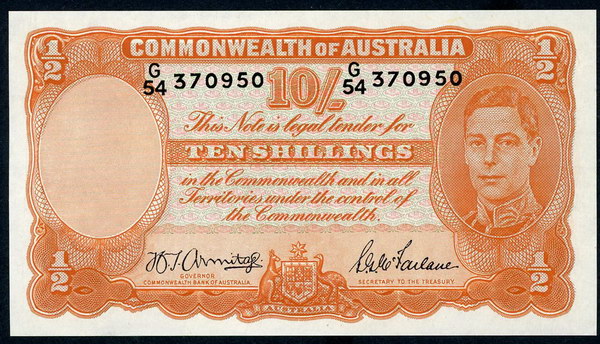 1/2 COMMONWEALTH OF AUSTRALIA 1/2
G/54 370950 G/54 370950
10/-
This Note is legal tender for
TEN SHILLINGS
in the Commonwealth and in all
Territories under the control of
the Commonwealth.
H.T. Armitage S.G. McFarlane
GOVERNOR
COMMONWEALTH BANK OF AUSTRALIA.
SECRETARY TO THE TREASURY.
1/2 AUSTRALIA 1/2